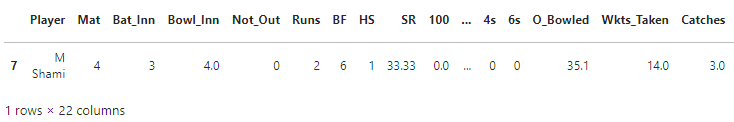 Player Mat Bat_Inn Bowl_Inn Not_Out Runs BF HS SR 100 ... 4s 6s O_Bowled Wkts_Taken Catches
7 M Shami 4 3 4.0 0 2 6 1 33.33 0.0 ... 0 0 35.1 14.0 3.0
1 rows × 22 columns